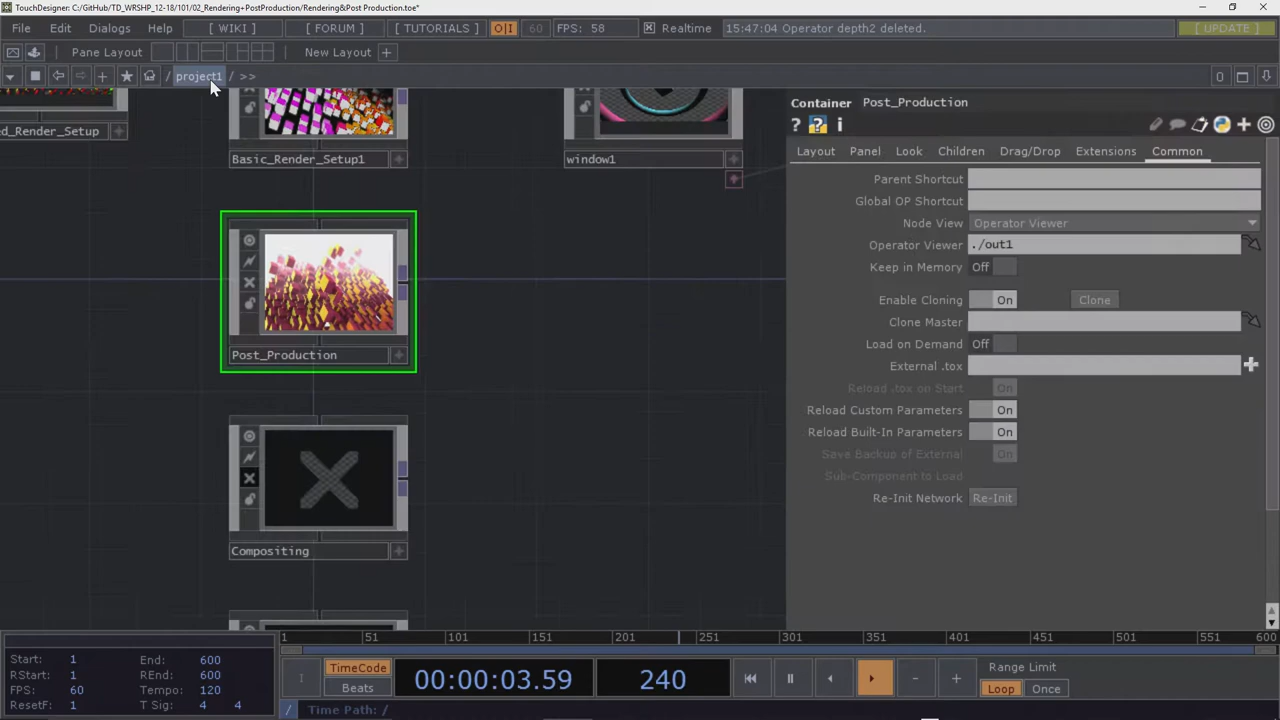 TouchDesigner: C:/GitHub/TD_WRSHP_12-18/101/02_Rendering+PostProduction/Rendering&Post Production.toe*
File Edit Dialogs Help [ WIKI ] [ FORUM ] [ TUTORIALS ] O|I 60 FPS: 58 Realtime 15:47:04 Operator depth2 deleted. [ UPDATE ]
Pane Layout New Layout +
/ project1 / >> 0
ed_Render_Setup
Basic_Render_Setup1
window1
Post_Production
Compositing
Container Post_Production
? ? i
Layout Panel Look Children Drag/Drop Extensions Common
Parent Shortcut
Global OP Shortcut
Node View Operator Viewer
Operator Viewer ./out1
Keep in Memory Off
Enable Cloning On Clone
Clone Master
Load on Demand Off
External .tox
Reload .tox on Start On
Reload Custom Parameters On
Reload Built-In Parameters On
Save Backup of External On
Sub-Component to Load
Re-Init Network Re-Init
1 51 101 151 201 251 301 351 401 451 501 551 600
Start: 1 End: 600
RStart: 1 REnd: 600
FPS: 60 Tempo: 120
ResetF: 1 T Sig: 4 4
TimeCode
Beats
00:00:03.59
240
Range Limit
Loop Once
/ Time Path: /